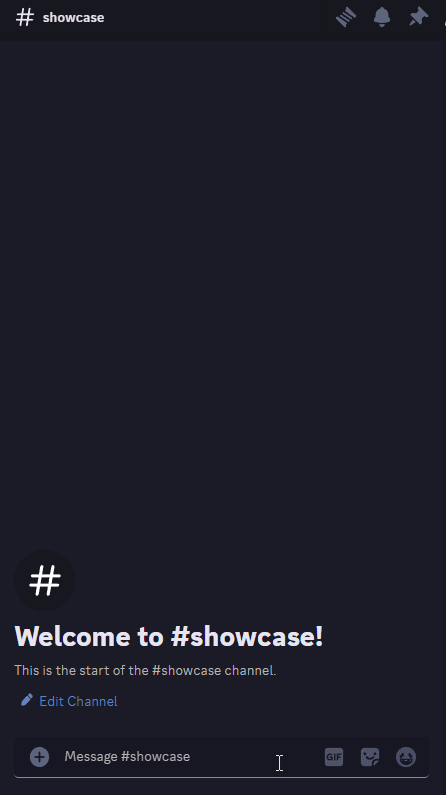 # showcase
#
Welcome to #showcase!
This is the start of the #showcase channel.
Edit Channel
Message #showcase
GIF